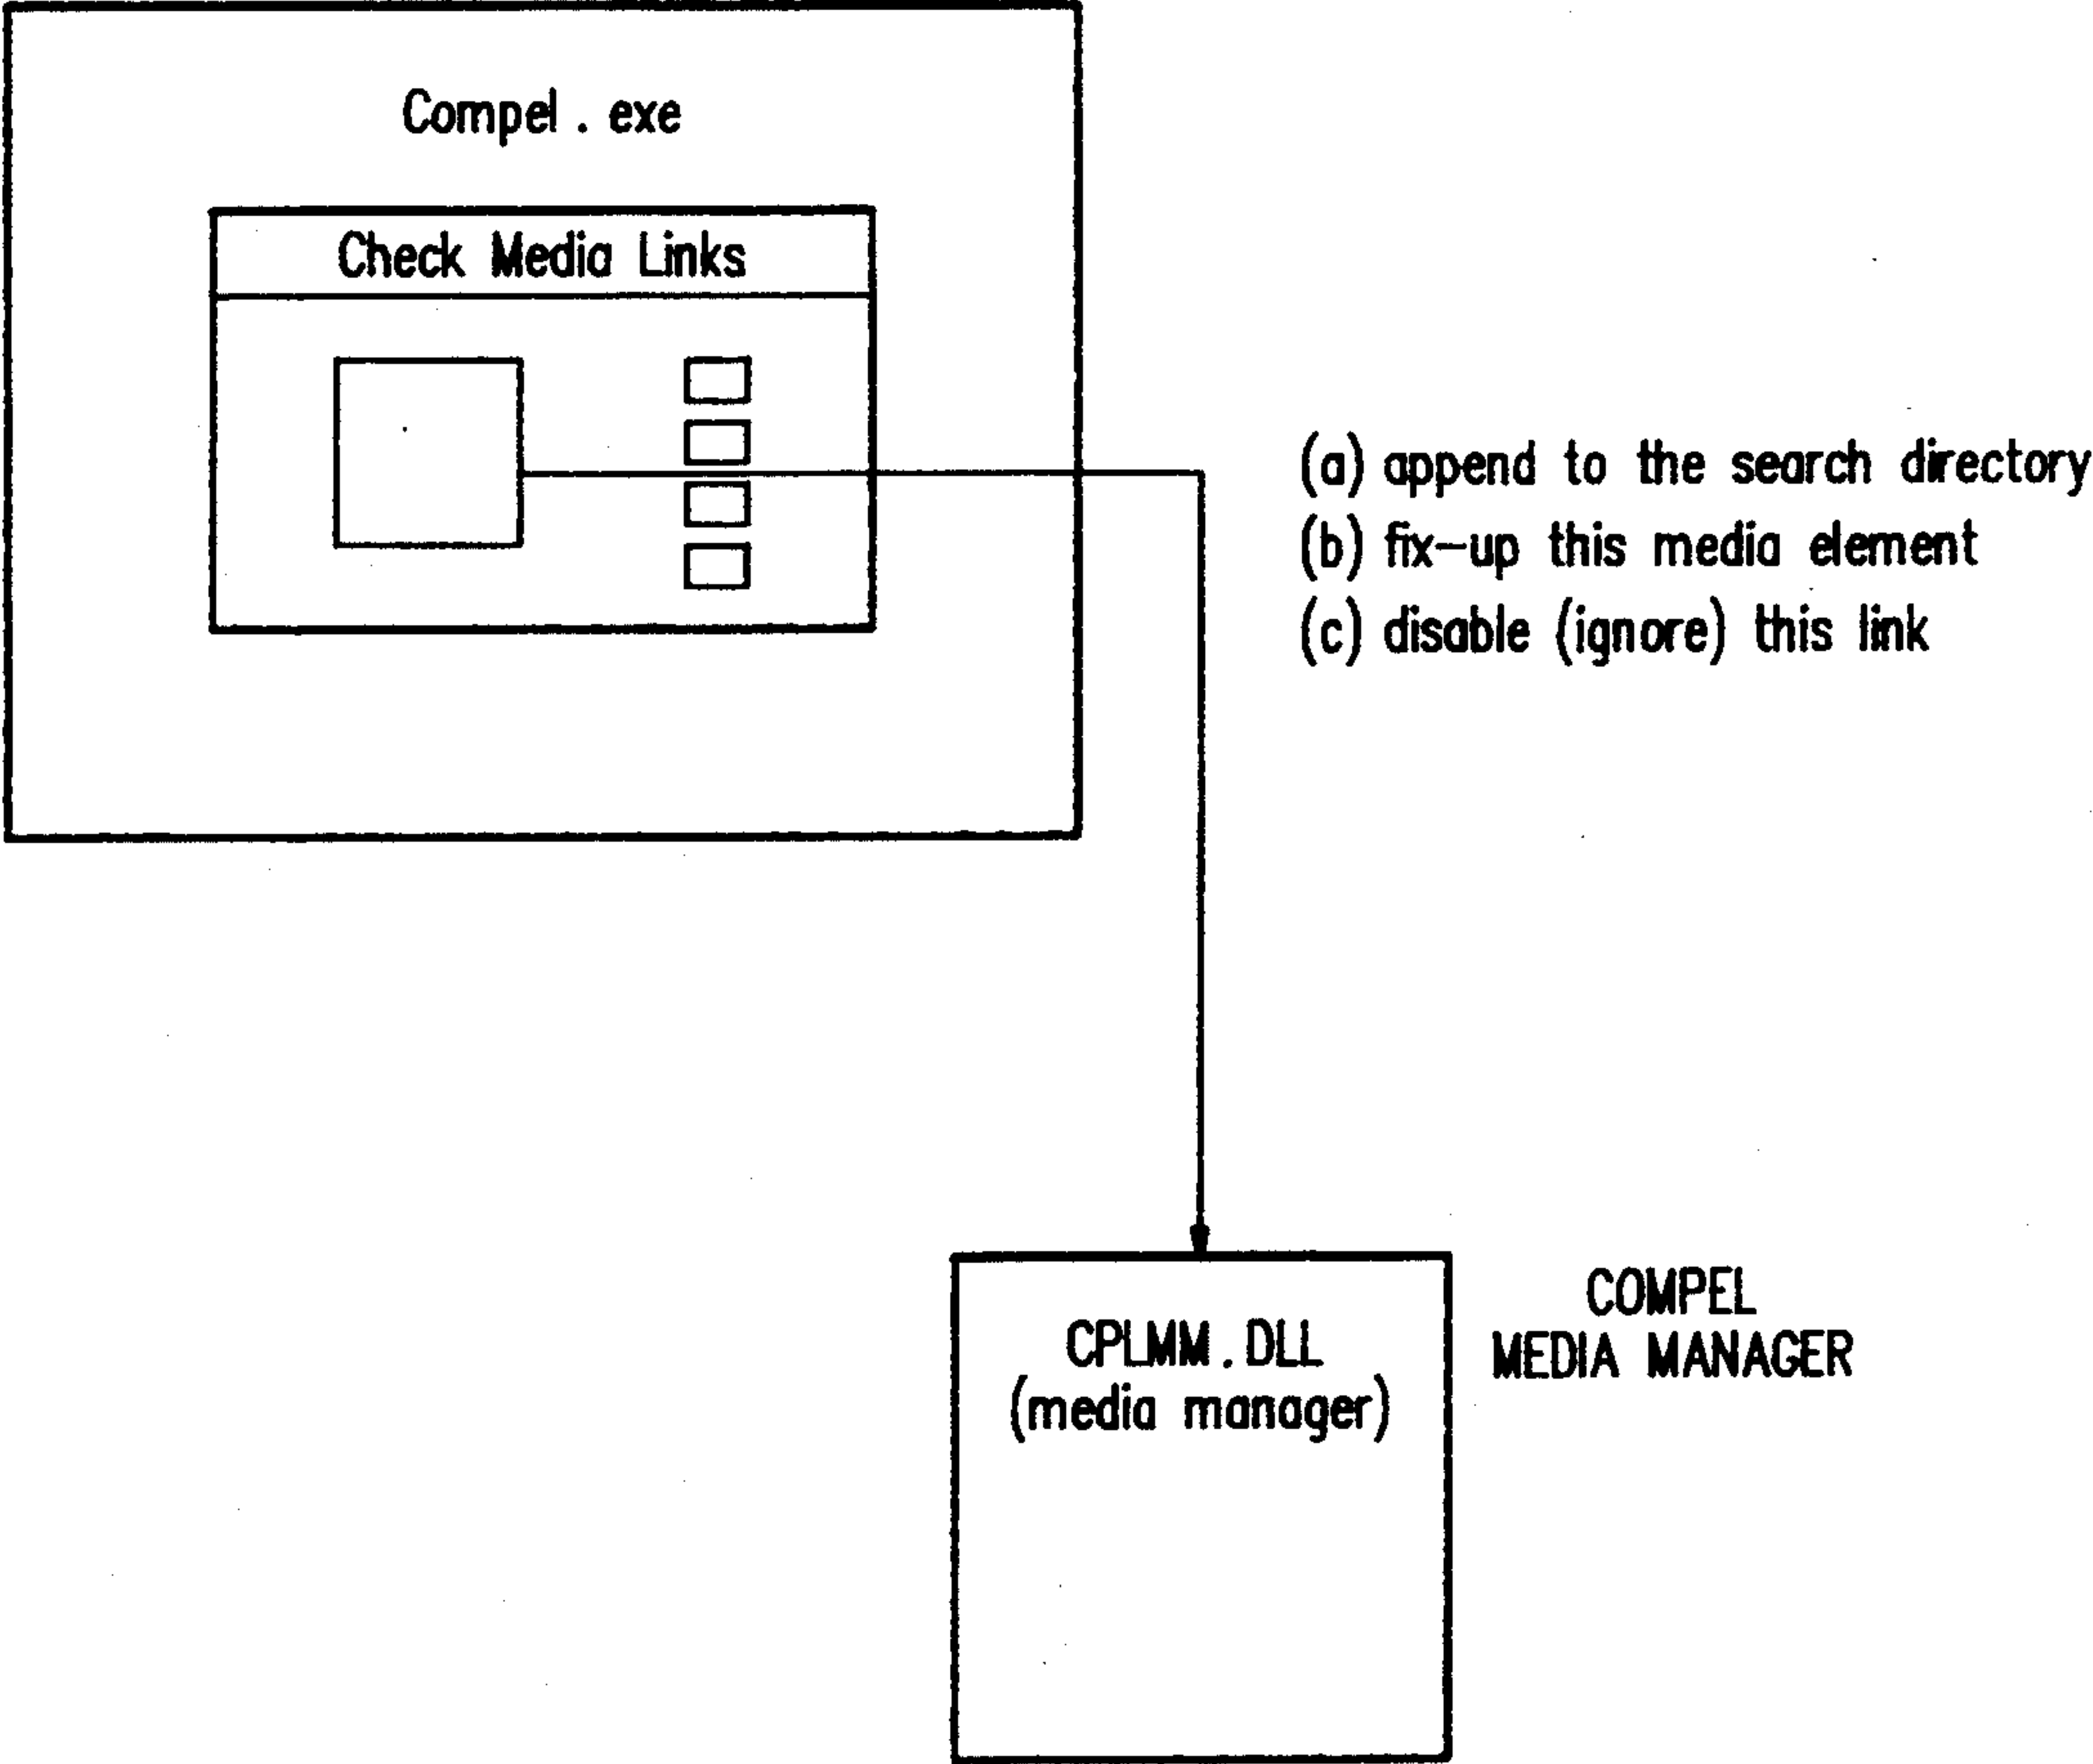 Compel . exe
Check Media Links
(a) append to the search directory
(b) fix-up this media element
(c) disable (ignore) this link
CPLMM . DLL
(media manager)
COMPEL
MEDIA MANAGER